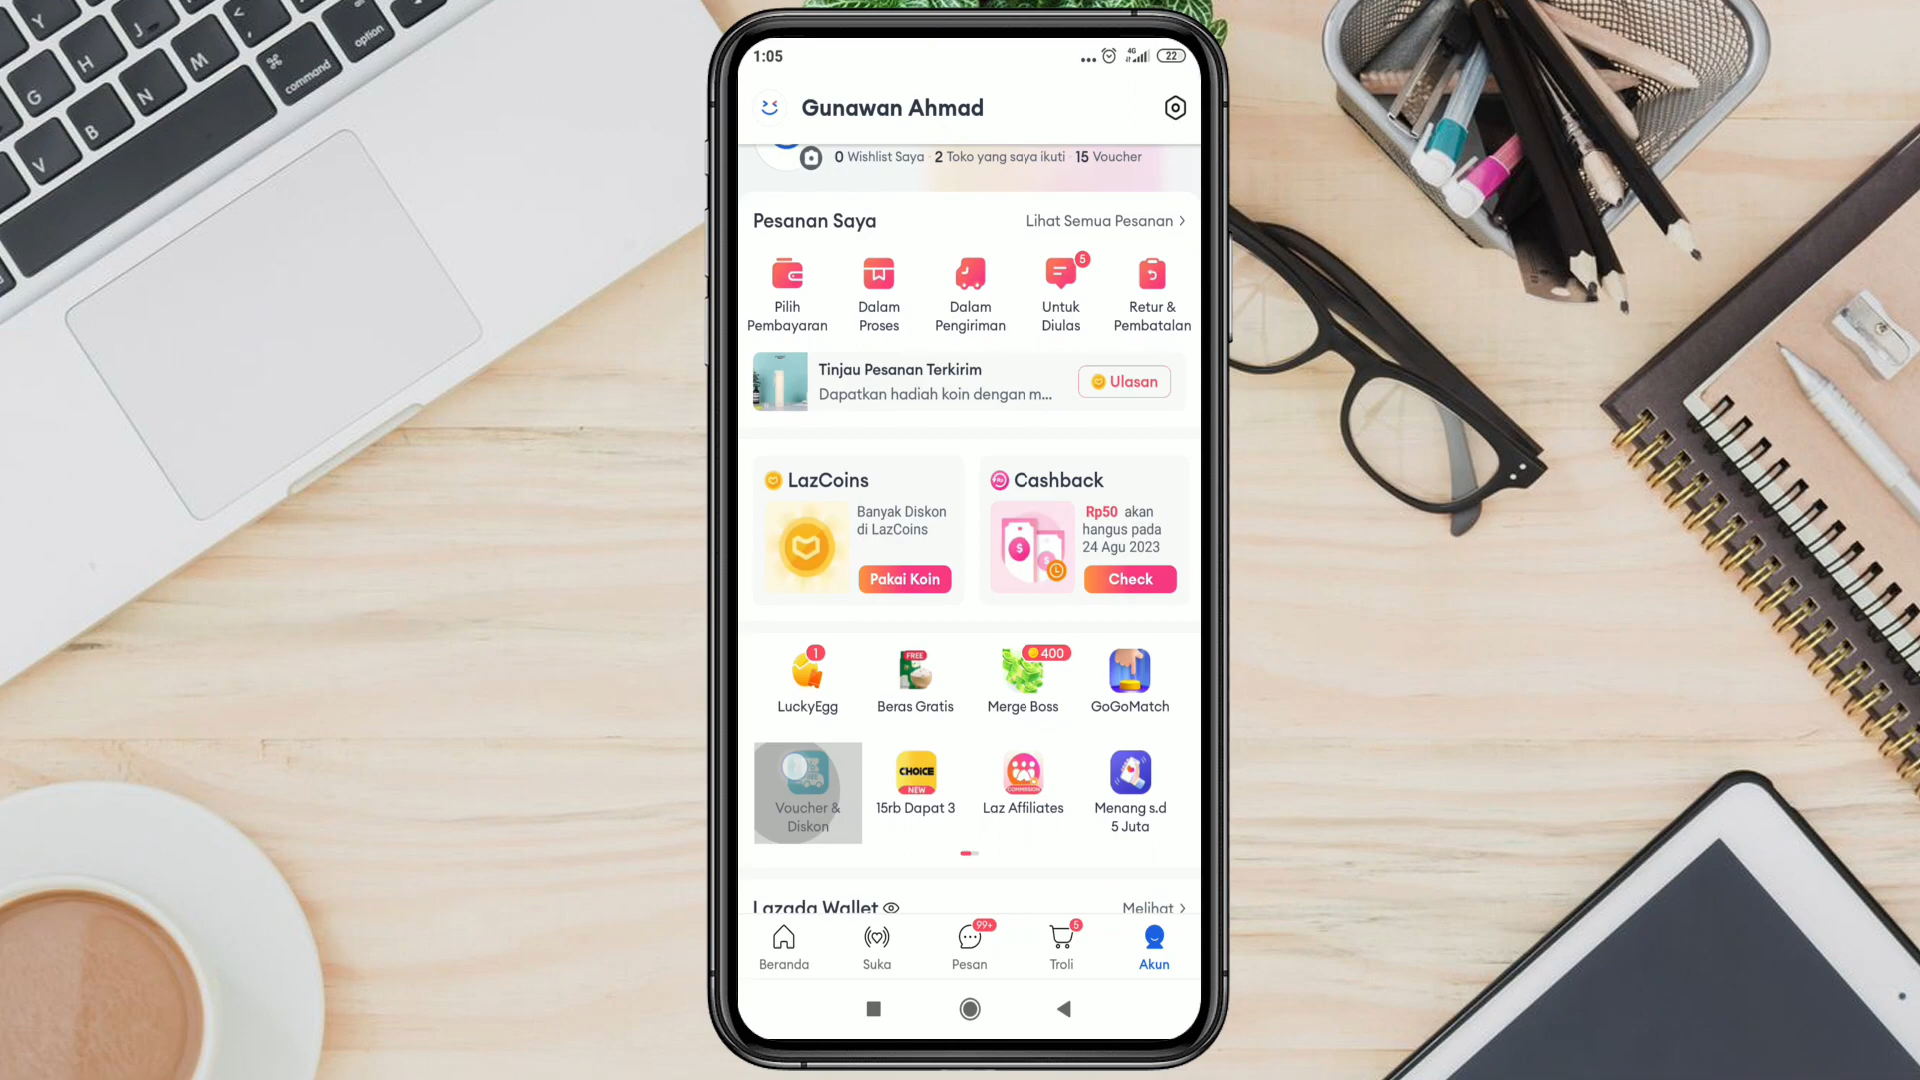 Y
J
<
H
M
⌘
option
G
N
command
B
V
1:05
4G
22
Gunawan Ahmad
0 Wishlist Saya · 2 Toko yang saya ikuti · 15 Voucher
Pesanan Saya
Lihat Semua Pesanan >
5
Pilih
Pembayaran
Dalam
Proses
Dalam
Pengiriman
Untuk
Diulas
Retur &
Pembatalan
Tinjau Pesanan Terkirim
Dapatkan hadiah koin dengan m...
Ulasan
LazCoins
Banyak Diskon
di LazCoins
Pakai Koin
Cashback
Rp50 akan
hangus pada
24 Agu 2023
Check
1
FREE
400
LuckyEgg
Beras Gratis
Merge Boss
GoGoMatch
CHOICE
NEW
COMMISSION
Voucher &
Diskon
15rb Dapat 3
Laz Affiliates
Menang s.d
5 Juta
Lazada Wallet
Melihat >
99+
5
Beranda
Suka
Pesan
Troli
Akun